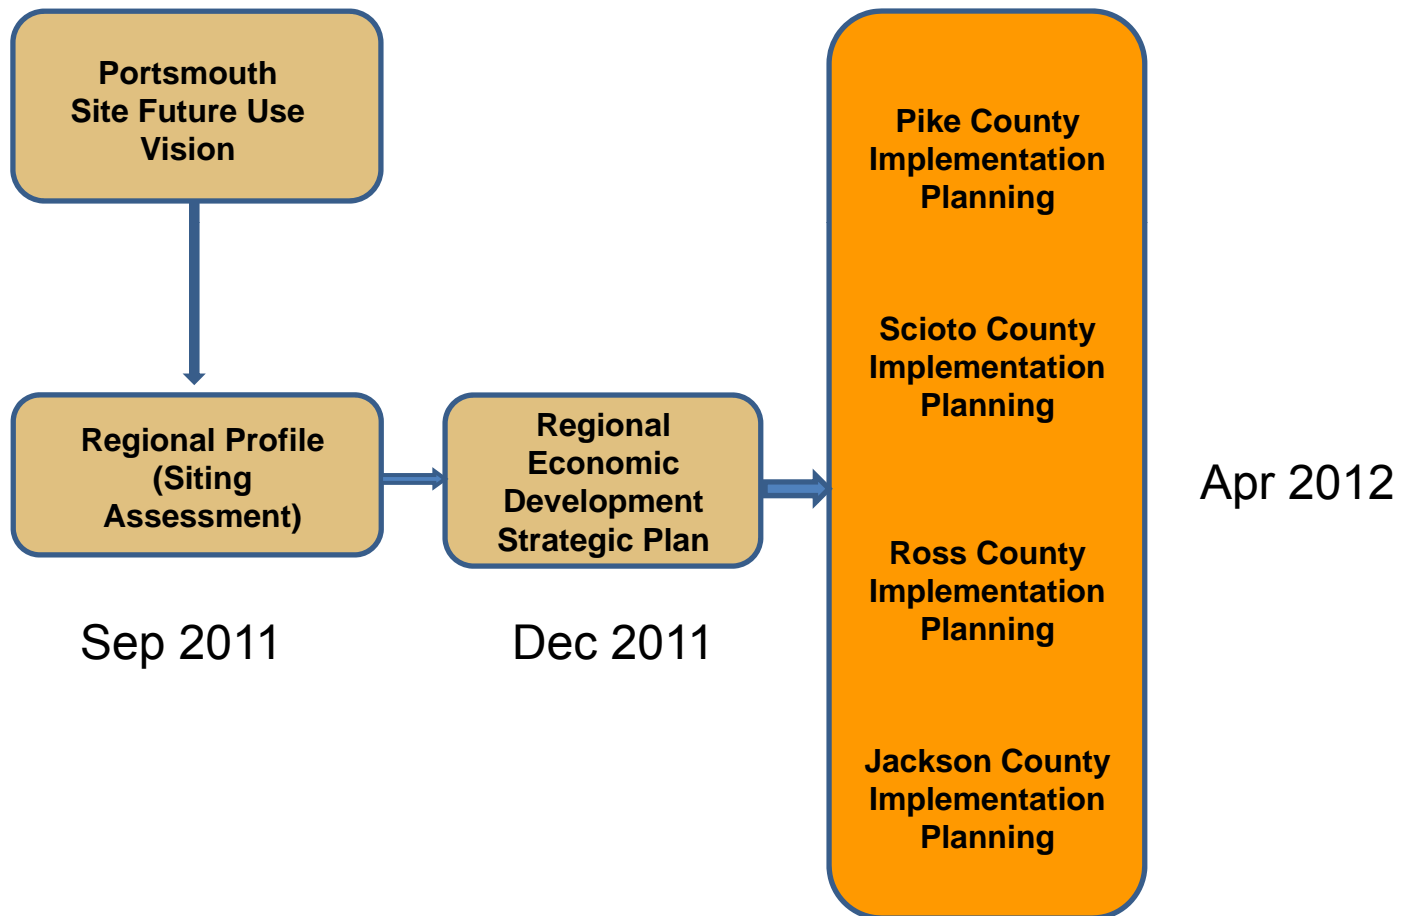 Portsmouth
Site Future Use
Vision
Regional Profile
(Siting
Assessment)
Sep 2011
Regional
Economic
Development
Strategic Plan
Dec 2011
Pike County
Implementation
Planning
Scioto County
Implementation
Planning
Ross County
Implementation
Planning
Jackson County
Implementation
Planning
Apr 2012